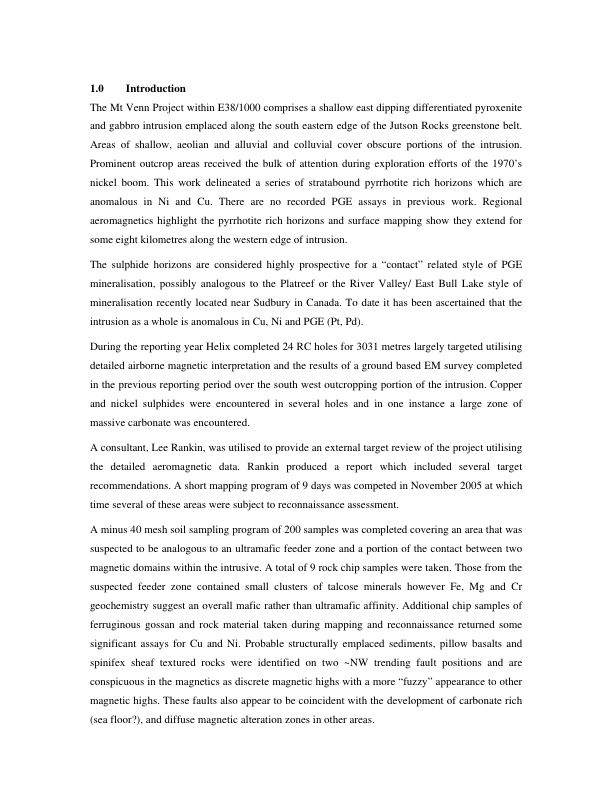 1.0 Introduction
The Mt Venn Project within E38/1000 comprises a shallow east dipping differentiated pyroxenite
and gabbro intrusion emplaced along the south eastern edge of the Jutson Rocks greenstone belt.
Areas of shallow, aeolian and alluvial and colluvial cover obscure portions of the intrusion.
Prominent outcrop areas received the bulk of attention during exploration efforts of the 1970’s
nickel boom. This work delineated a series of stratabound pyrrhotite rich horizons which are
anomalous in Ni and Cu. There are no recorded PGE assays in previous work. Regional
aeromagnetics highlight the pyrrhotite rich horizons and surface mapping show they extend for
some eight kilometres along the western edge of intrusion.
The sulphide horizons are considered highly prospective for a “contact” related style of PGE
mineralisation, possibly analogous to the Platreef or the River Valley/ East Bull Lake style of
mineralisation recently located near Sudbury in Canada. To date it has been ascertained that the
intrusion as a whole is anomalous in Cu, Ni and PGE (Pt, Pd).
During the reporting year Helix completed 24 RC holes for 3031 metres largely targeted utilising
detailed airborne magnetic interpretation and the results of a ground based EM survey completed
in the previous reporting period over the south west outcropping portion of the intrusion. Copper
and nickel sulphides were encountered in several holes and in one instance a large zone of
massive carbonate was encountered.
A consultant, Lee Rankin, was utilised to provide an external target review of the project utilising
the detailed aeromagnetic data. Rankin produced a report which included several target
recommendations. A short mapping program of 9 days was competed in November 2005 at which
time several of these areas were subject to reconnaissance assessment.
A minus 40 mesh soil sampling program of 200 samples was completed covering an area that was
suspected to be analogous to an ultramafic feeder zone and a portion of the contact between two
magnetic domains within the intrusive. A total of 9 rock chip samples were taken. Those from the
suspected feeder zone contained small clusters of talcose minerals however Fe, Mg and Cr
geochemistry suggest an overall mafic rather than ultramafic affinity. Additional chip samples of
ferruginous gossan and rock material taken during mapping and reconnaissance returned some
significant assays for Cu and Ni. Probable structurally emplaced sediments, pillow basalts and
spinifex sheaf textured rocks were identified on two ~NW trending fault positions and are
conspicuous in the magnetics as discrete magnetic highs with a more “fuzzy” appearance to other
magnetic highs. These faults also appear to be coincident with the development of carbonate rich
(sea floor?), and diffuse magnetic alteration zones in other areas.